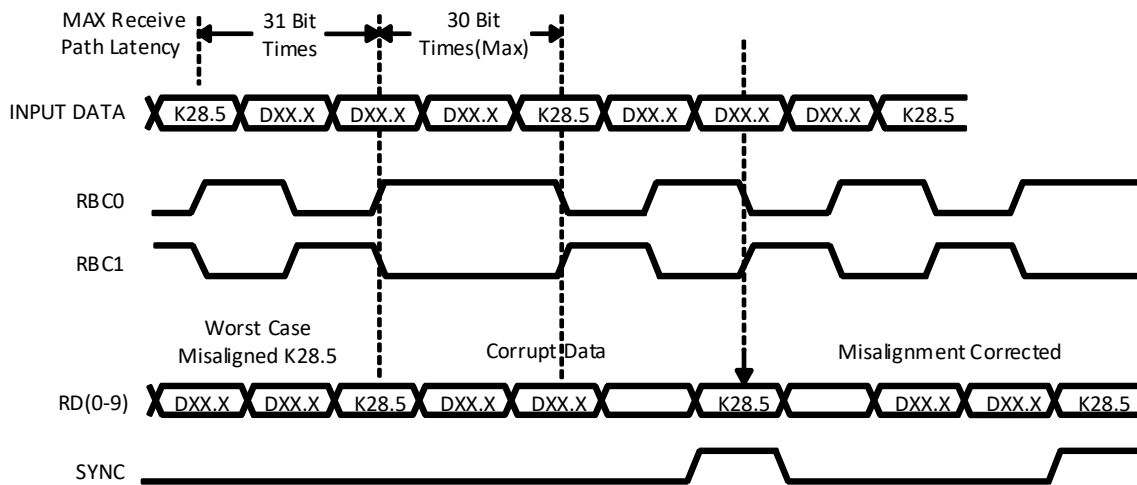 MAX Receive
Path Latency
31 Bit
Times
30 Bit
Times(Max)
INPUT DATA K28.5 DXX.X DXX.X DXX.X K28.5 DXX.X DXX.X DXX.X K28.5
RBC0
RBC1
Worst Case
Misaligned K28.5
Corrupt Data
Misalignment Corrected
RD(0-9) DXX.X DXX.X K28.5 DXX.X DXX.X K28.5 DXX.X DXX.X K28.5
SYNC